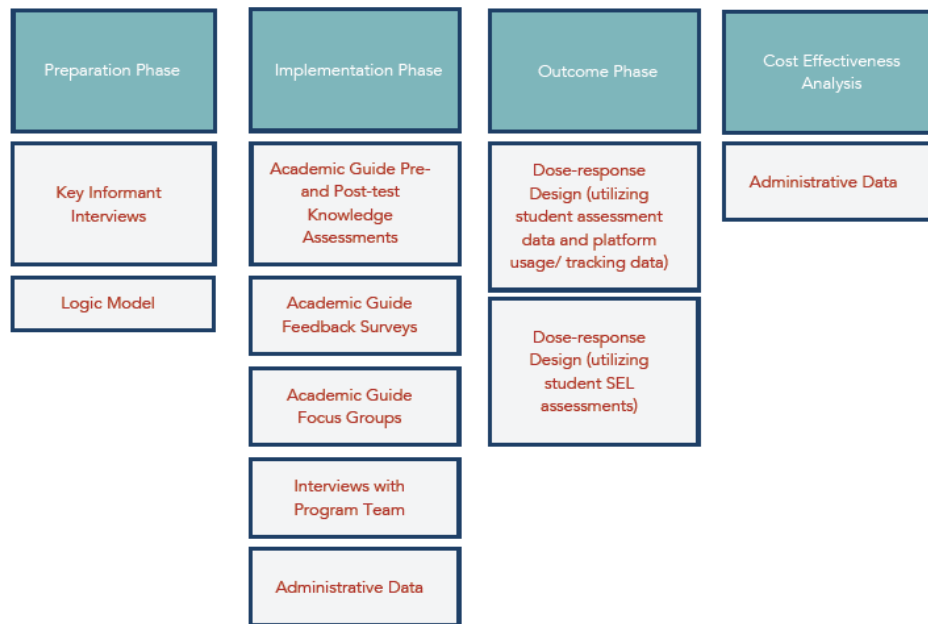 Preparation Phase
Key Informant
Interviews
Logic Model
Implementation Phase
Academic Guide Pre-
and Post-test
Knowledge
Assessments
Academic Guide
Feedback Surveys
Academic Guide
Focus Groups
Interviews with
Program Team
Administrative Data
Outcome Phase
Dose-response
Design (utilizing
student assessment
data and platform
usage/ tracking data)
Dose-response
Design (utilizing
student SEL
assessments)
Cost Effectiveness
Analysis
Administrative Data